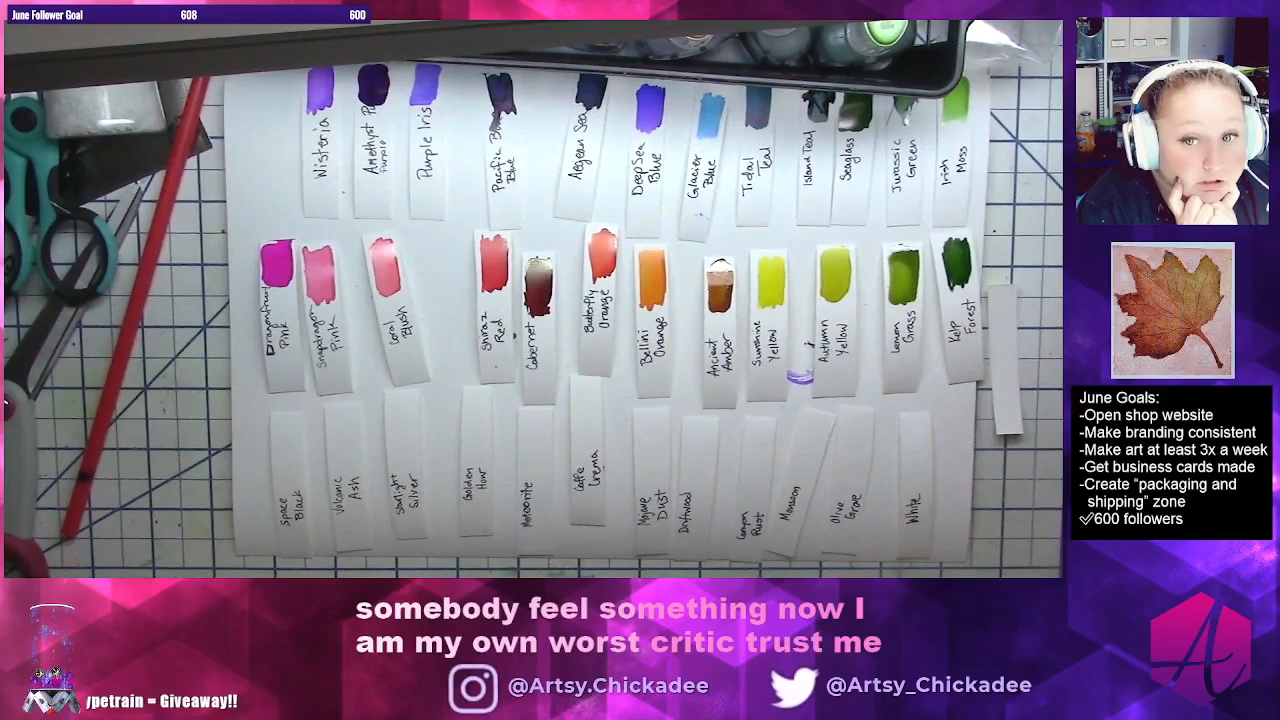 June Follower Goal 608 600
Wisteria
Amethyst
Purple
Purple Iris
Pacific
Blue
Aegean Sea
Deep Sea
Blue
Glacier
Blue
Tidal
Teal
Island Teal
Seaglass
Jurassic
Green
Irish
Moss
Dragonfruit
Pink
Snapdragon
Pink
Coral
Blush
Shiraz
Red
Cabernet
Butterfly
Orange
Bellini
Orange
Ancient
Amber
Sunshine
Yellow
Autumn
Yellow
Lemon
Grass
Kelp
Forest
Space
Black
Volcanic
Ash
Starlight
Silver
Golden
Hour
Meteorite
Caffe
Crema
Mojave
Dust
Driftwood
Canyon
Rust
Monsoon
Olive
Grove
White
June Goals:
-Open shop website
-Make branding consistent
-Make art at least 3x a week
-Get business cards made
-Create "packaging and
shipping" zone
✓600 followers
somebody feel something now I
am my own worst critic trust me
@Artsy.Chickadee
@Artsy_Chickadee
ypetrain = Giveaway!!
A